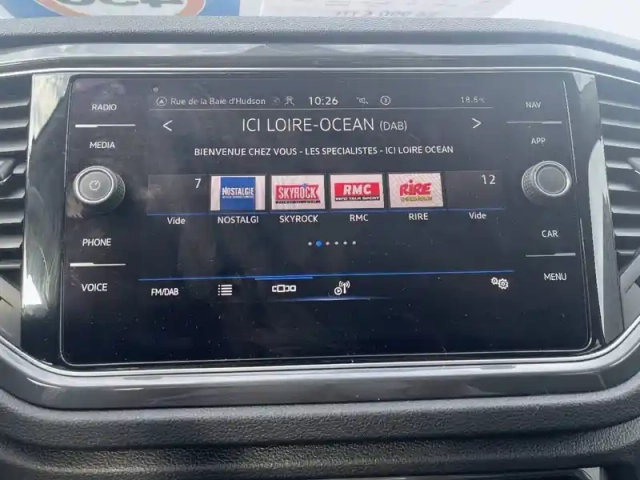 RADIO
MEDIA
PHONE
VOICE
Rue de la Baie d'Hudson 10:26 18.5°C
< ICI LOIRE-OCEAN (DAB) >
BIENVENUE CHEZ VOUS - LES SPECIALISTES - ICI LOIRE OCEAN
7 NOSTALGIE SKYROCK RMC RIRE 12
Vide NOSTALGI SKYROCK RMC RIRE Vide
FM/DAB
NAV
APP
CAR
MENU